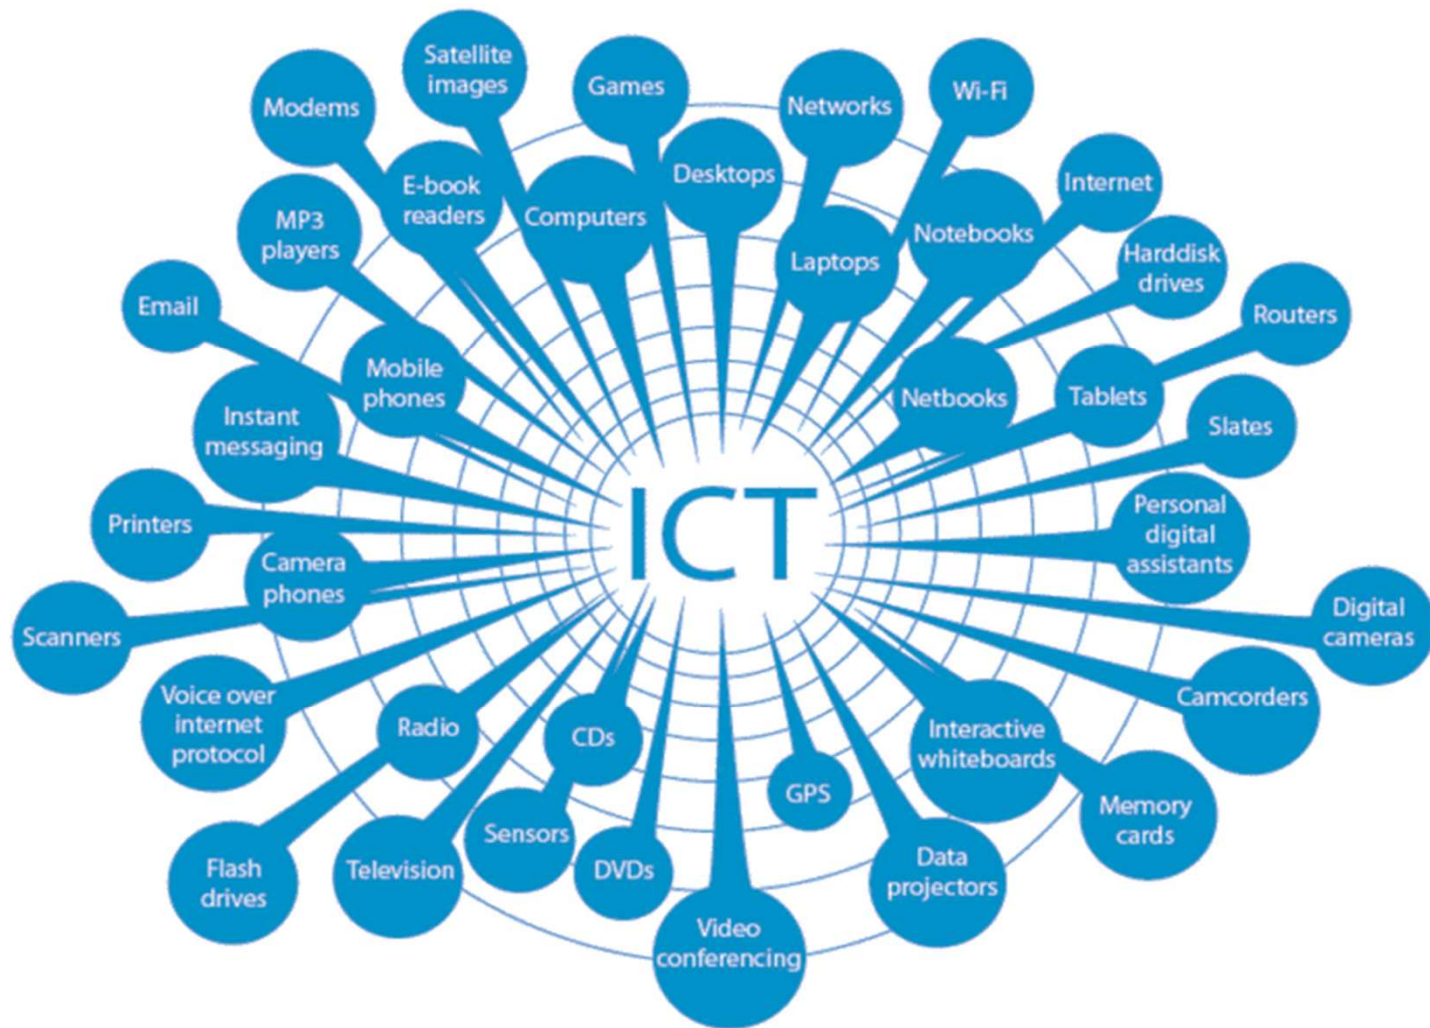 Satellite
images
Games
Networks
Wi-Fi
Modems
Desktops
Internet
E-book
readers
Computers
Laptops
Notebooks
MP3
players
Harddisk
drives
Email
Routers
Mobile
phones
Netbooks
Tablets
Instant
messaging
Slates
Printers
ICT
Personal
digital
assistants
Camera
phones
Scanners
Digital
cameras
Voice over
internet
protocol
Radio
CDs
Interactive
whiteboards
Camcorders
GPS
Memory
cards
Flash
drives
Television
Sensors
DVDs
Data
projectors
Video
conferencing